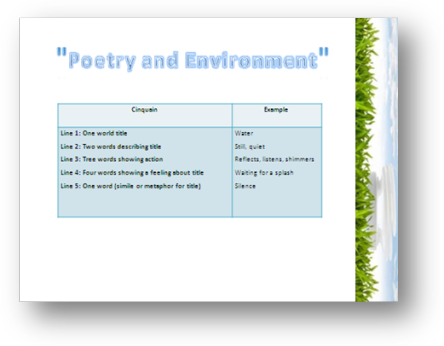 "Poetry and Environment"
Cinquain Example
Line 1: One world title Water
Line 2: Two words describing title Still, quiet
Line 3: Tree words showing action Reflects, listens, shimmers
Line 4: Four words showing a feeling about title Waiting for a splash
Line 5: One word (simile or metaphor for title) Silence